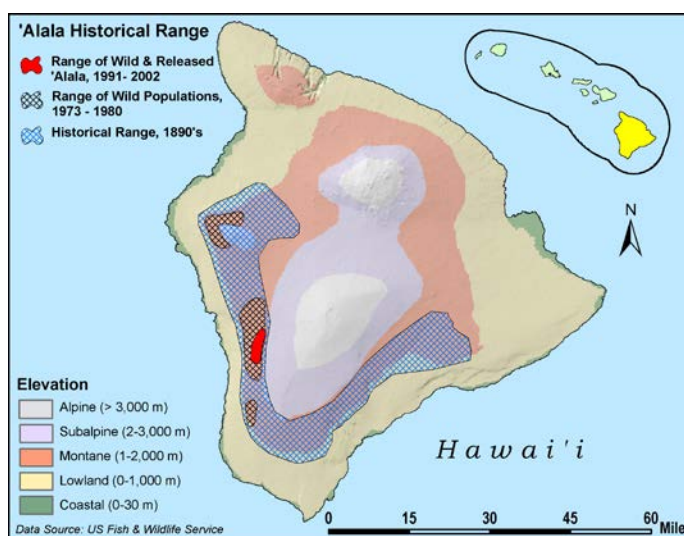 'Alala Historical Range
Range of Wild & Released
'Alala, 1991- 2002
Range of Wild Populations,
1973 - 1980
Historical Range, 1890's
N
Elevation
Alpine (> 3,000 m)
Subalpine (2-3,000 m)
Montane (1-2,000 m)
Lowland (0-1,000 m)
Coastal (0-30 m)
Data Source: US Fish & Wildlife Service
Hawai'i
0 15 30 45 60
Mile